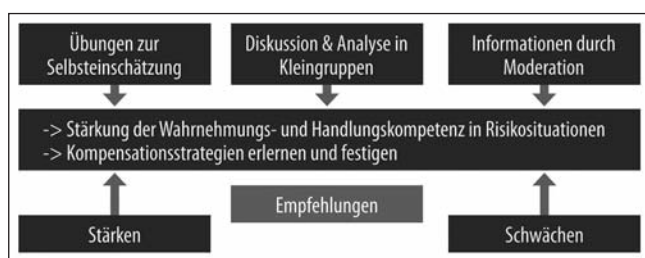 Übungen zur
Selbsteinschätzung
Diskussion & Analyse in
Kleingruppen
Informationen durch
Moderation
-> Stärkung der Wahrnehmungs- und Handlungskompetenz in Risikosituationen
-> Kompensationsstrategien erlernen und festigen
Stärken
Empfehlungen
Schwächen